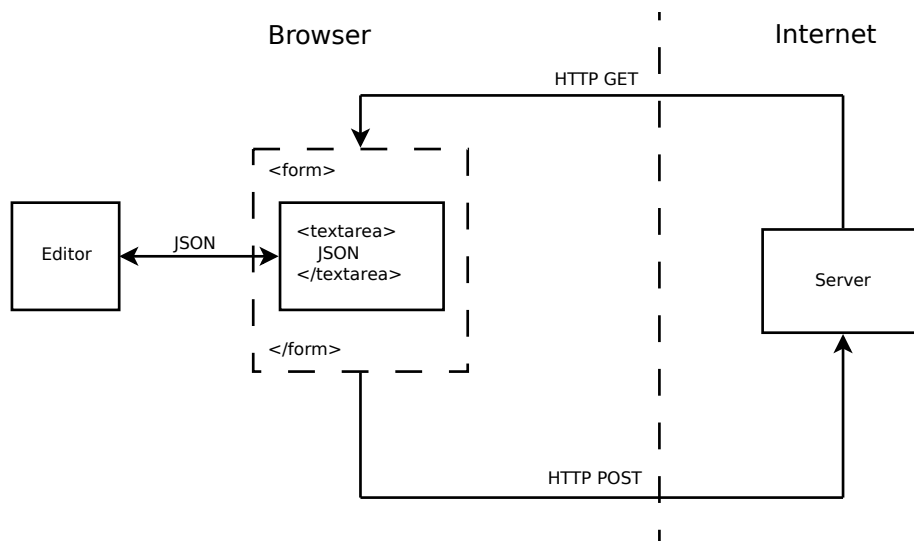 Browser
Internet
HTTP GET
<form>
<textarea>
JSON
</textarea>
</form>
Editor
JSON
Server
HTTP POST